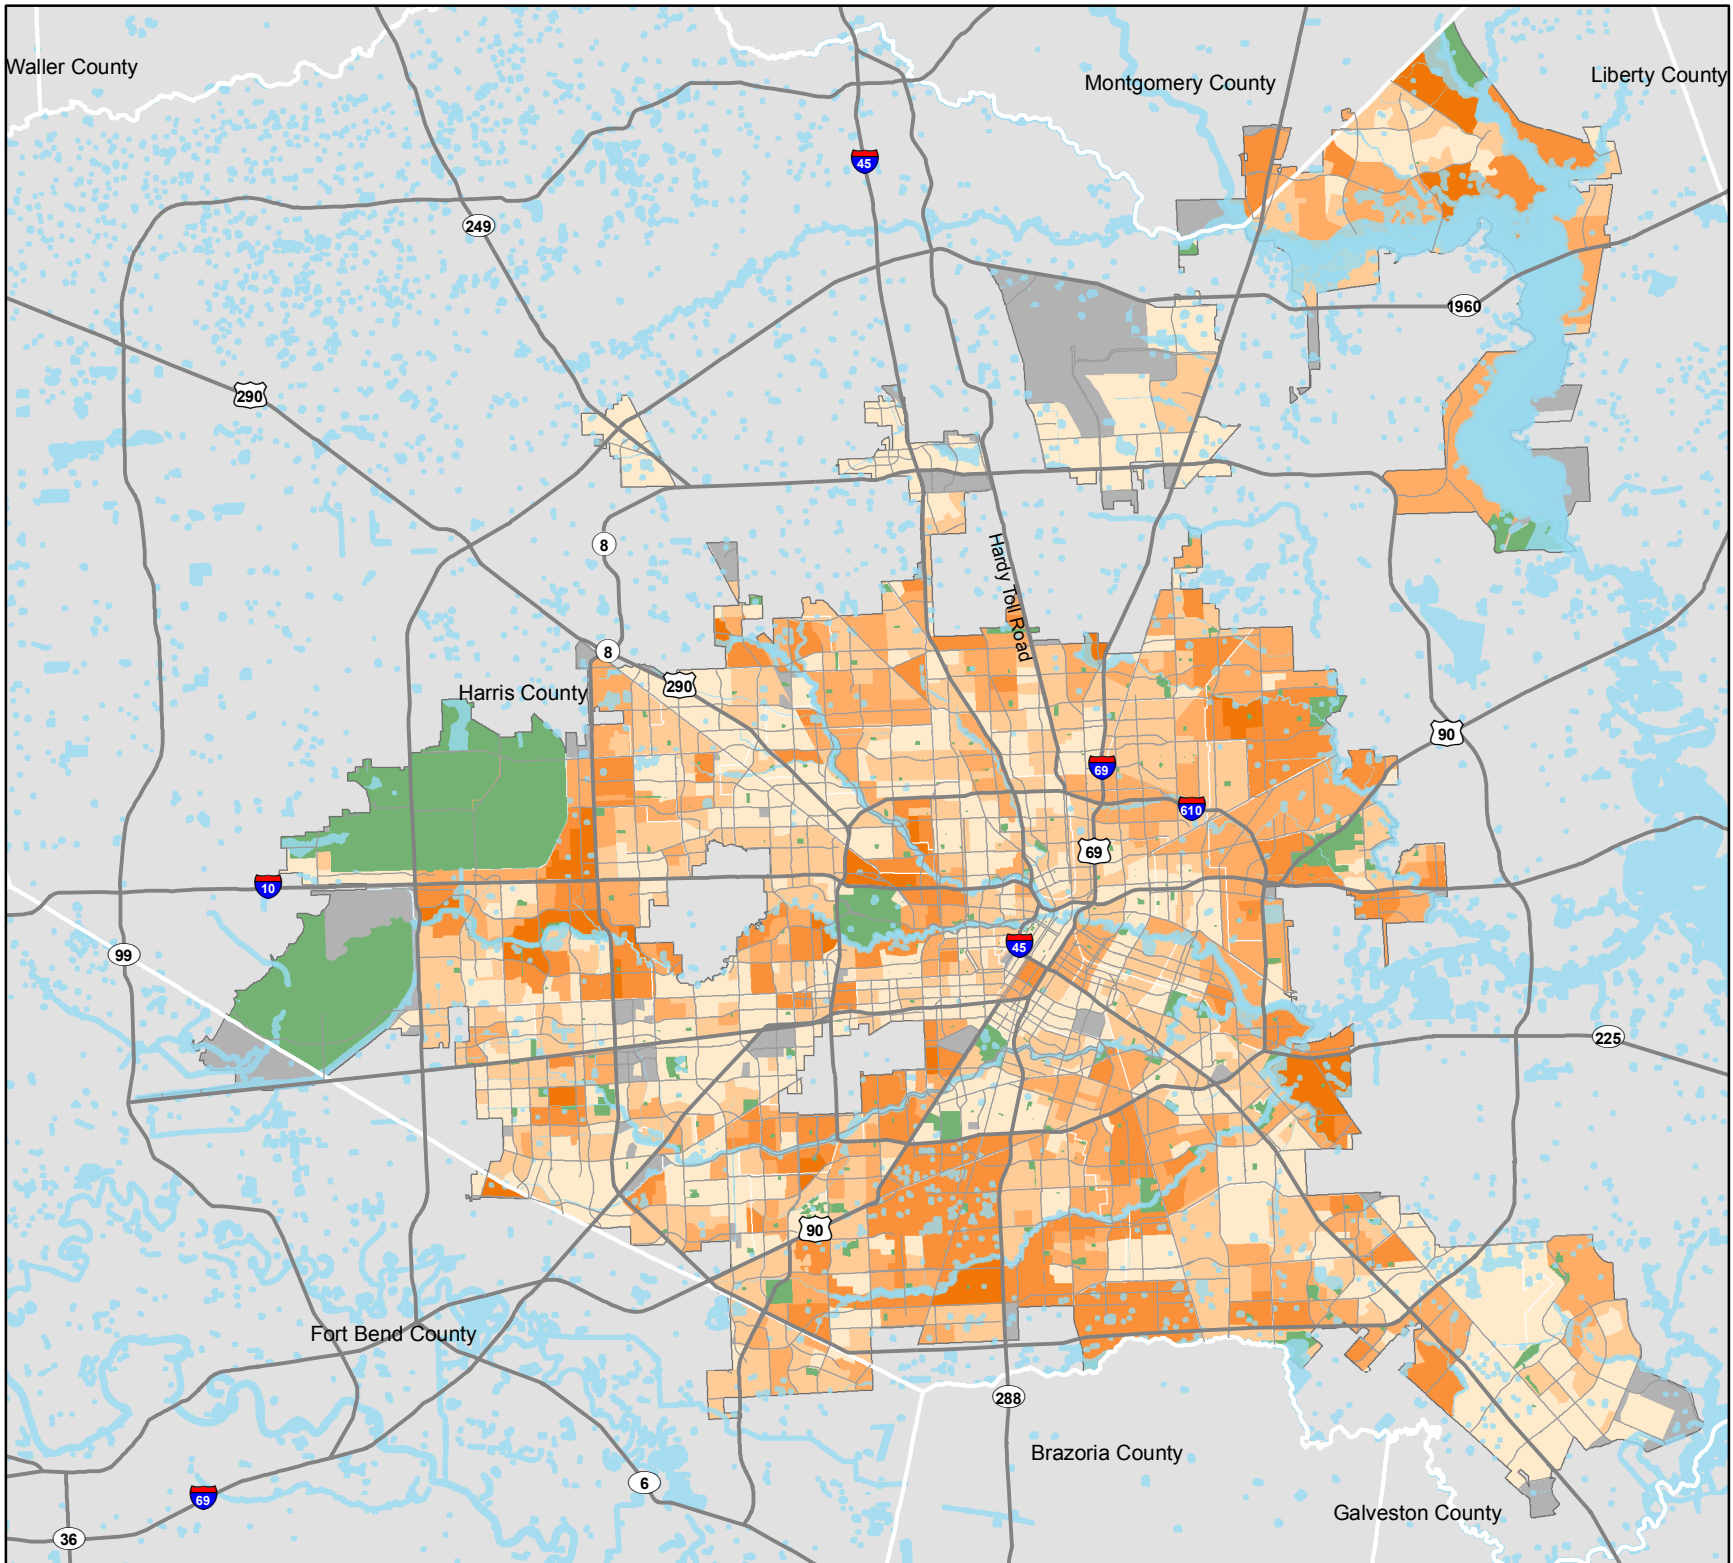 Waller County
Montgomery County
Liberty County
45
249
1960
290
8
Hardy Toll Road
8
290
Harris County
90
69
610
69
10
45
99
225
90
Fort Bend County
288
Brazoria County
6
69
Galveston County
36